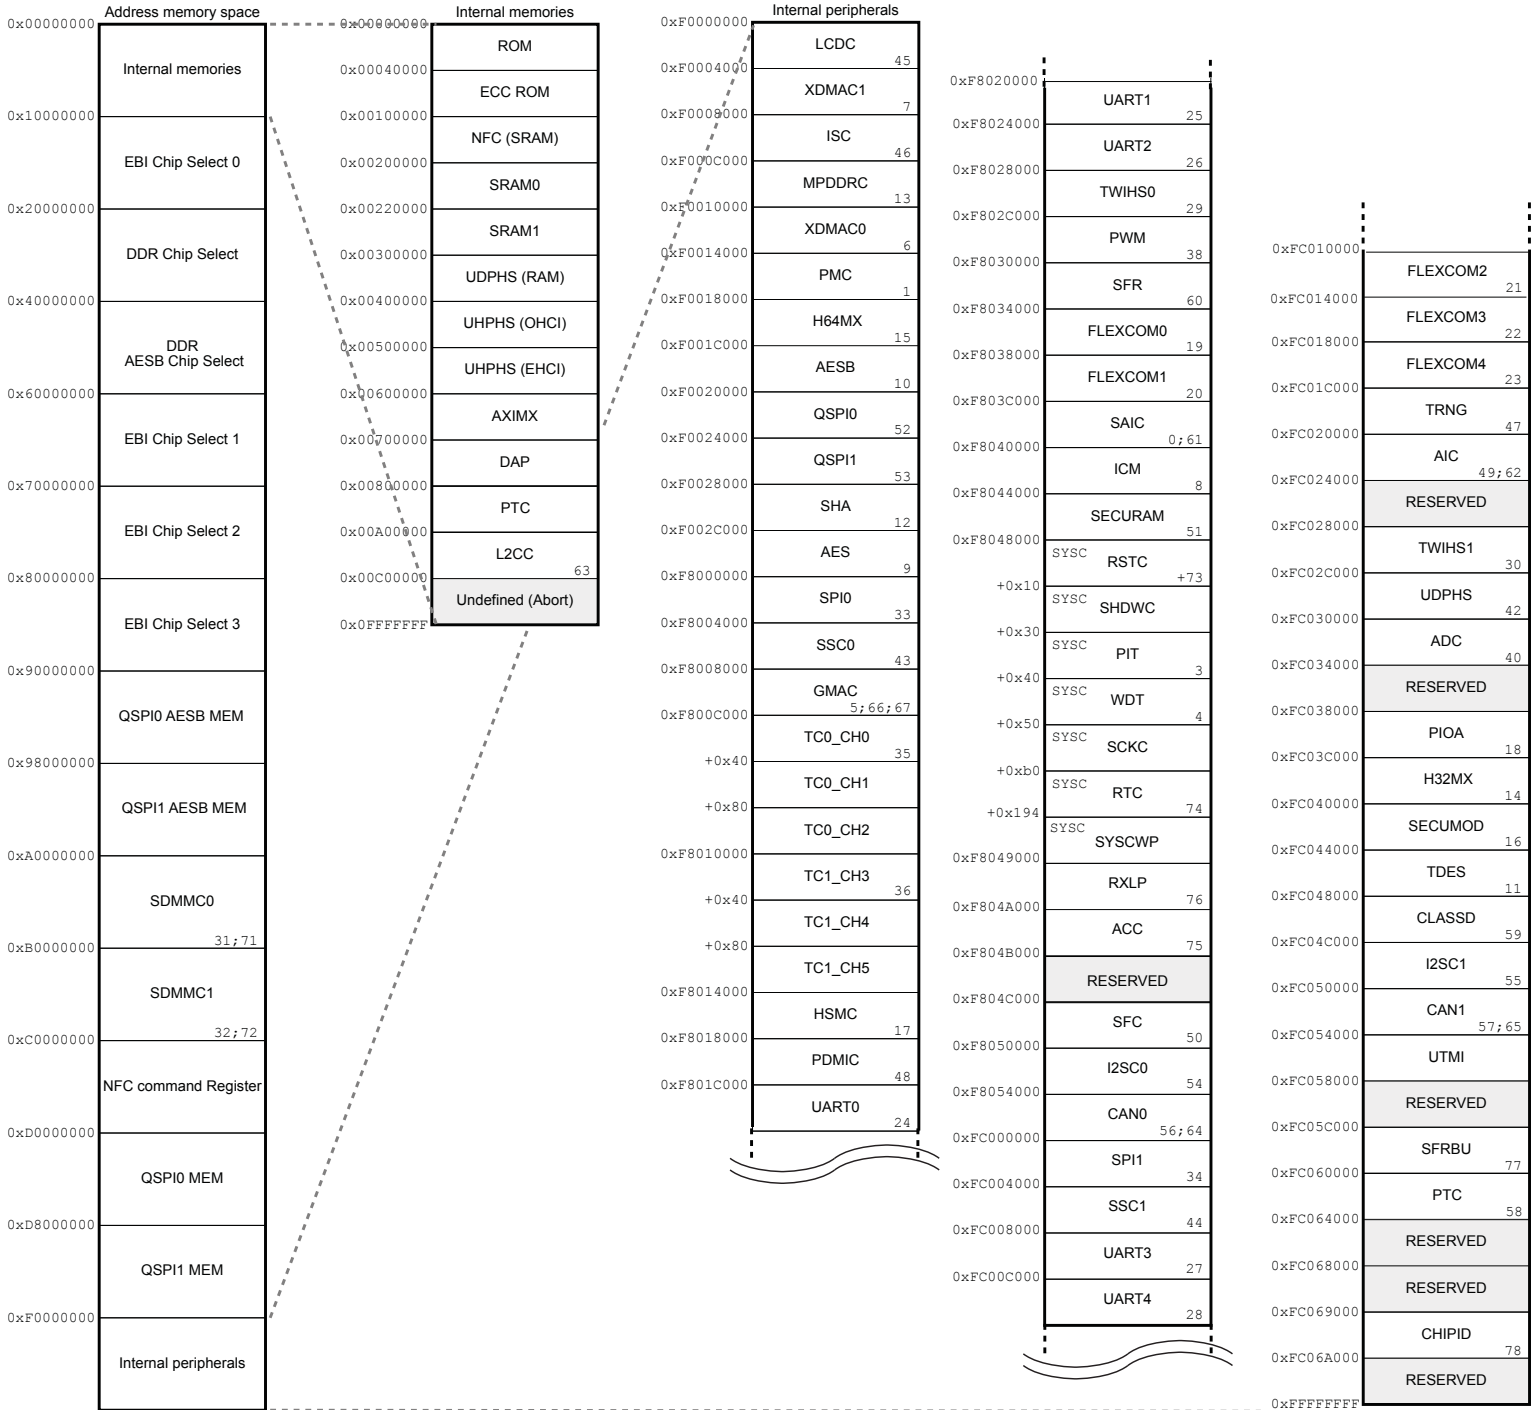 Address memory space
0x00000000
Internal memories
0x10000000
EBI Chip Select 0
0x20000000
DDR Chip Select
0x40000000
DDR
AESB Chip Select
0x60000000
EBI Chip Select 1
0x70000000
EBI Chip Select 2
0x80000000
EBI Chip Select 3
0x90000000
QSPI0 AESB MEM
0x98000000
QSPI1 AESB MEM
0xA0000000
SDMMC0
31;71
0xB0000000
SDMMC1
32;72
0xC0000000
NFC command Register
0xD0000000
QSPI0 MEM
0xD8000000
QSPI1 MEM
0xF0000000
Internal peripherals
Internal memories
0x00000000
ROM
0x00040000
ECC ROM
0x00100000
NFC (SRAM)
0x00200000
SRAM0
0x00220000
SRAM1
0x00300000
UDPHS (RAM)
0x00400000
UHPHS (OHCI)
0x00500000
UHPHS (EHCI)
0x00600000
AXIMX
0x00700000
DAP
0x00800000
PTC
0x00A00000
L2CC
63
0x00C00000
Undefined (Abort)
0x0FFFFFFF
Internal peripherals
0xF0000000
LCDC
45
0xF0004000
XDMAC1
7
0xF0008000
ISC
46
0xF000C000
MPDDRC
13
0xF0010000
XDMAC0
6
0xF0014000
PMC
1
0xF0018000
H64MX
15
0xF001C000
AESB
10
0xF0020000
QSPI0
52
0xF0024000
QSPI1
53
0xF0028000
SHA
12
0xF002C000
AES
9
0xF8000000
SPI0
33
0xF8004000
SSC0
43
0xF8008000
GMAC
5;66;67
0xF800C000
TC0_CH0
35
+0x40
TC0_CH1
+0x80
TC0_CH2
0xF8010000
TC1_CH3
36
+0x40
TC1_CH4
+0x80
TC1_CH5
0xF8014000
HSMC
17
0xF8018000
PDMIC
48
0xF801C000
UART0
24
0xF8020000
UART1
25
0xF8024000
UART2
26
0xF8028000
TWIHS0
29
0xF802C000
PWM
38
0xF8030000
SFR
60
0xF8034000
FLEXCOM0
19
0xF8038000
FLEXCOM1
20
0xF803C000
SAIC
0;61
0xF8040000
ICM
8
0xF8044000
SECURAM
51
0xF8048000
SYSC
RSTC
+73
+0x10
SYSC
SHDWC
+0x30
SYSC
PIT
3
+0x40
SYSC
WDT
4
+0x50
SYSC
SCKC
+0xb0
SYSC
RTC
74
+0x194
SYSC
SYSCWP
0xF8049000
RXLP
76
0xF804A000
ACC
75
0xF804B000
RESERVED
0xF804C000
SFC
50
0xF8050000
I2SC0
54
0xF8054000
CAN0
56;64
0xFC000000
SPI1
34
0xFC004000
SSC1
44
0xFC008000
UART3
27
0xFC00C000
UART4
28
0xFC010000
FLEXCOM2
21
0xFC014000
FLEXCOM3
22
0xFC018000
FLEXCOM4
23
0xFC01C000
TRNG
47
0xFC020000
AIC
49;62
0xFC024000
RESERVED
0xFC028000
TWIHS1
30
0xFC02C000
UDPHS
42
0xFC030000
ADC
40
0xFC034000
RESERVED
0xFC038000
PIOA
18
0xFC03C000
H32MX
14
0xFC040000
SECUMOD
16
0xFC044000
TDES
11
0xFC048000
CLASSD
59
0xFC04C000
I2SC1
55
0xFC050000
CAN1
57;65
0xFC054000
UTMI
0xFC058000
RESERVED
0xFC05C000
SFRBU
77
0xFC060000
PTC
58
0xFC064000
RESERVED
0xFC068000
RESERVED
0xFC069000
CHIPID
78
0xFC06A000
RESERVED
0xFFFFFFFF